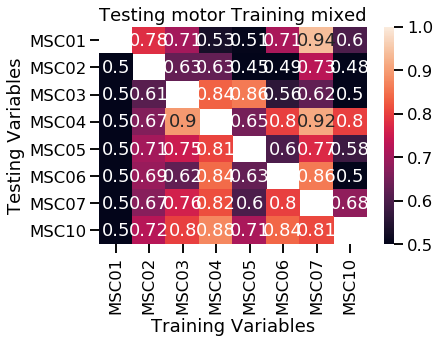 Testing motor Training mixed
Testing Variables
MSC01 0.78 0.71 0.53 0.51 0.71 0.94 0.6
MSC02 0.5 0.63 0.63 0.45 0.49 0.73 0.48
MSC03 0.5 0.61 0.84 0.86 0.56 0.62 0.5
MSC04 0.5 0.67 0.9 0.65 0.8 0.92 0.8
MSC05 0.5 0.71 0.75 0.81 0.6 0.77 0.58
MSC06 0.5 0.69 0.62 0.84 0.63 0.86 0.5
MSC07 0.5 0.67 0.76 0.82 0.6 0.8 0.68
MSC10 0.5 0.72 0.8 0.88 0.71 0.84 0.81
MSC01 MSC02 MSC03 MSC04 MSC05 MSC06 MSC07 MSC10
Training Variables
1.0
0.9
0.8
0.7
0.6
0.5